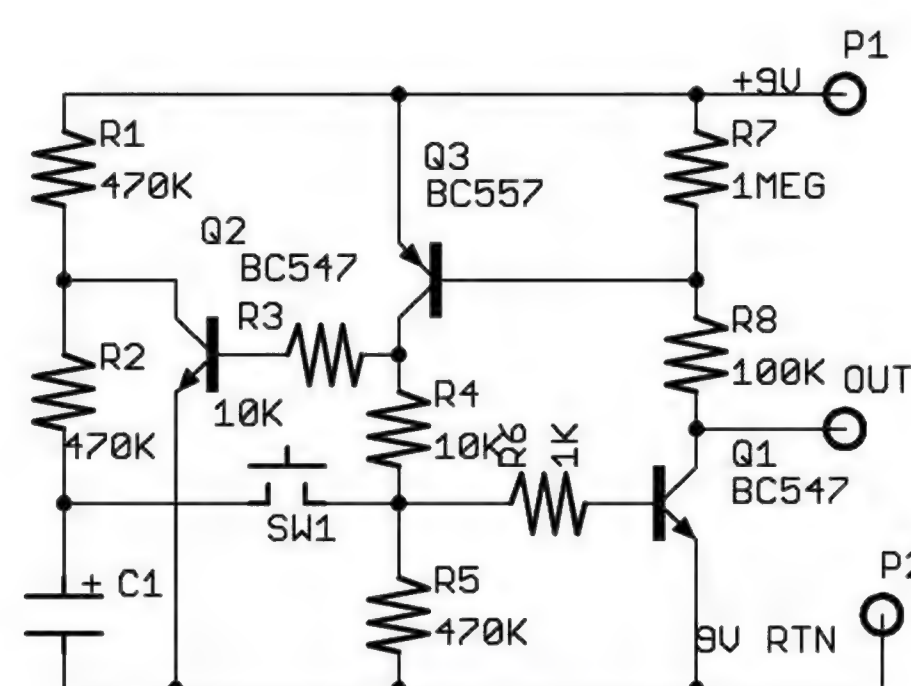 P1
+9V
R1
470K
Q3
BC557
R7
1MEG
Q2
BC547
R3
10K
R8
100K
OUT
R2
470K
R4
10K
R6
1K
Q1
BC547
SW1
+ C1
R5
470K
P2
9V RTN